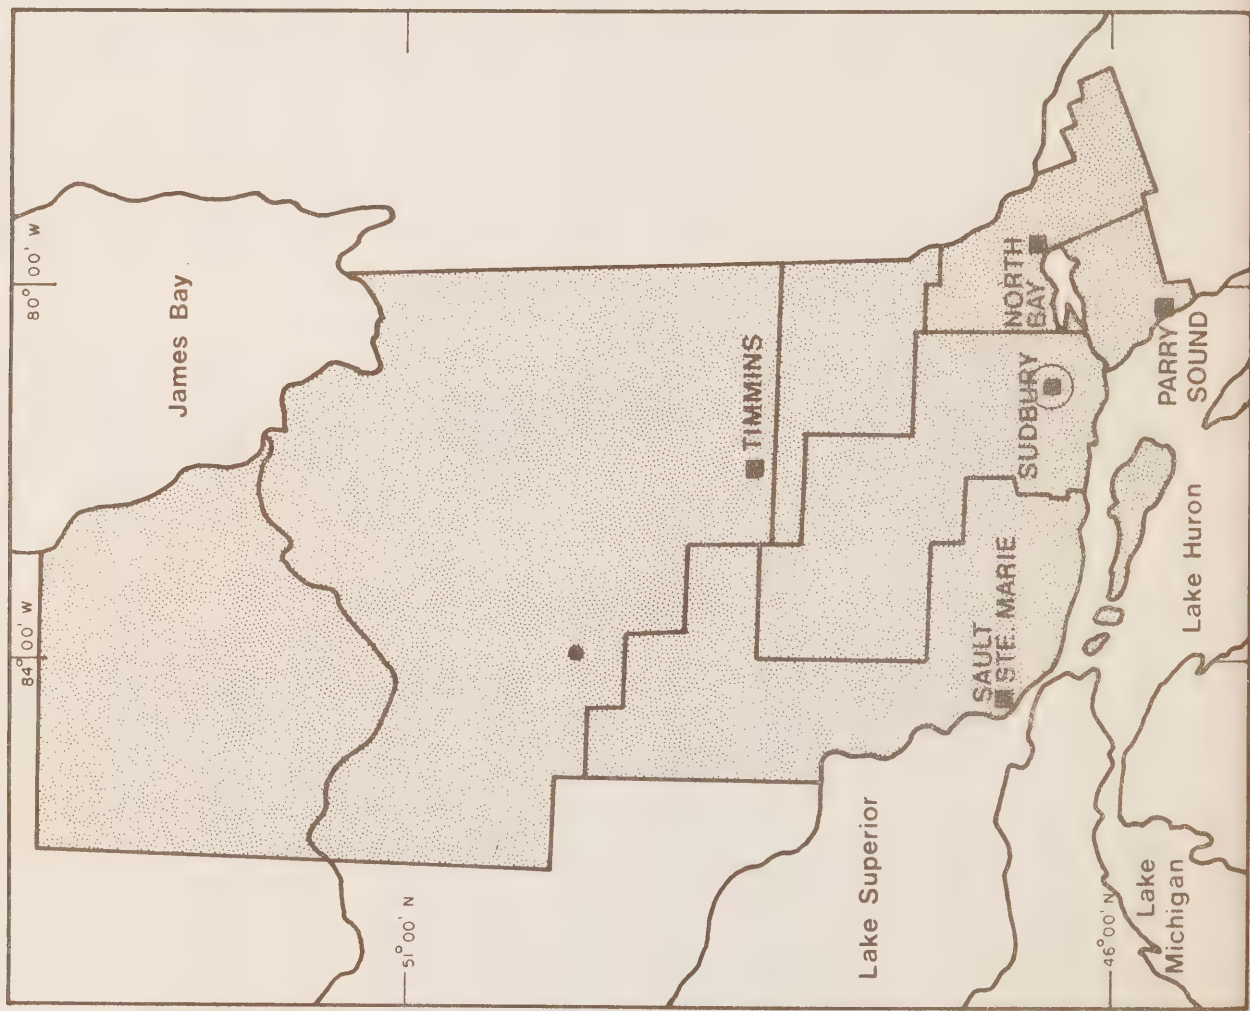 84°00' W
80°00' W
James Bay
51°00' N
TIMMINS
Lake Superior
SAULT
STE. MARIE
SUDBURY
NORTH
BAY
46°00' N
Lake
Michigan
Lake Huron
PARRY
SOUND